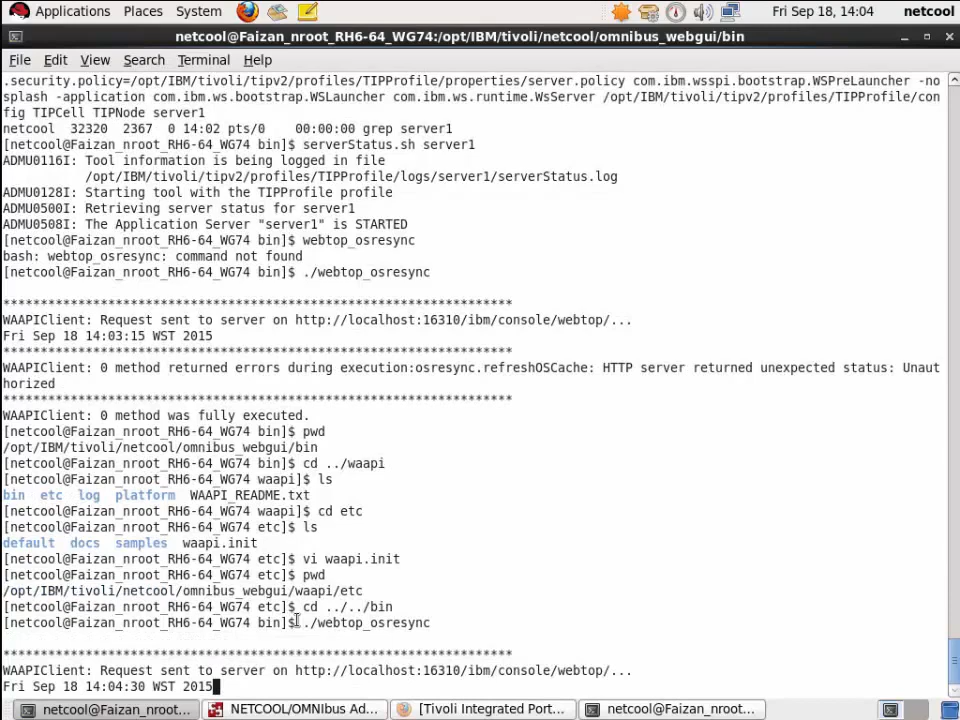 Applications Places System Fri Sep 18, 14:04 netcool
netcool@Faizan_nroot_RH6-64_WG74:/opt/IBM/tivoli/netcool/omnibus_webgui/bin
File Edit View Search Terminal Help
.security.policy=/opt/IBM/tivoli/tipv2/profiles/TIPProfile/properties/server.policy com.ibm.wsspi.bootstrap.WSPreLauncher -no
splash -application com.ibm.ws.bootstrap.WSLauncher com.ibm.ws.runtime.WsServer /opt/IBM/tivoli/tipv2/profiles/TIPProfile/con
fig TIPCell TIPNode server1
netcool  32320  2367  0 14:02 pts/0    00:00:00 grep server1
[netcool@Faizan_nroot_RH6-64_WG74 bin]$ serverStatus.sh server1
ADMU0116I: Tool information is being logged in file
           /opt/IBM/tivoli/tipv2/profiles/TIPProfile/logs/server1/serverStatus.log
ADMU0128I: Starting tool with the TIPProfile profile
ADMU0500I: Retrieving server status for server1
ADMU0508I: The Application Server "server1" is STARTED
[netcool@Faizan_nroot_RH6-64_WG74 bin]$ webtop_osresync
bash: webtop_osresync: command not found
[netcool@Faizan_nroot_RH6-64_WG74 bin]$ ./webtop_osresync
********************************************************************
WAAPIClient: Request sent to server on http://localhost:16310/ibm/console/webtop/...
Fri Sep 18 14:03:15 WST 2015
********************************************************************
WAAPIClient: 0 method returned errors during execution:osresync.refreshOSCache: HTTP server returned unexpected status: Unaut
horized
********************************************************************
WAAPIClient: 0 method was fully executed.
[netcool@Faizan_nroot_RH6-64_WG74 bin]$ pwd
/opt/IBM/tivoli/netcool/omnibus_webgui/bin
[netcool@Faizan_nroot_RH6-64_WG74 bin]$ cd ../waapi
[netcool@Faizan_nroot_RH6-64_WG74 waapi]$ ls
bin  etc  log  platform  WAAPI_README.txt
[netcool@Faizan_nroot_RH6-64_WG74 waapi]$ cd etc
[netcool@Faizan_nroot_RH6-64_WG74 etc]$ ls
default  docs  samples  waapi.init
[netcool@Faizan_nroot_RH6-64_WG74 etc]$ vi waapi.init
[netcool@Faizan_nroot_RH6-64_WG74 etc]$ pwd
/opt/IBM/tivoli/netcool/omnibus_webgui/waapi/etc
[netcool@Faizan_nroot_RH6-64_WG74 etc]$ cd ../../bin
[netcool@Faizan_nroot_RH6-64_WG74 bin]$ ./webtop_osresync
********************************************************************
WAAPIClient: Request sent to server on http://localhost:16310/ibm/console/webtop/...
Fri Sep 18 14:04:30 WST 2015
netcool@Faizan_nroot... NETCOOL/OMNIbus Ad... [Tivoli Integrated Port... netcool@Faizan_nroot...